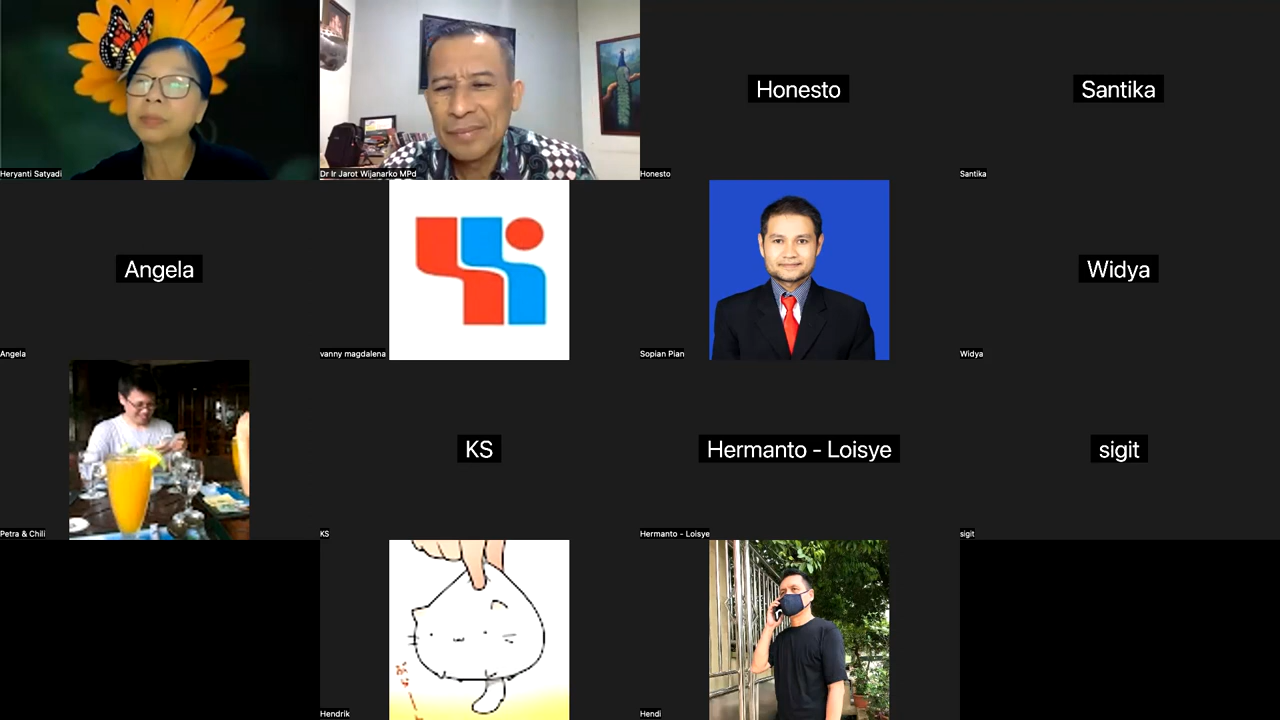 Heryanti Satyadi
Dr Ir Jarot Wijanarko MPd
Honesto
Honesto
Santika
Santika
Angela
Angela
vanny magdalena
Sopian Pian
Widya
Widya
Petra & Chili
KS
KS
Hermanto - Loisye
Hermanto - Loisye
sigit
sigit
Hendrik
Hendi